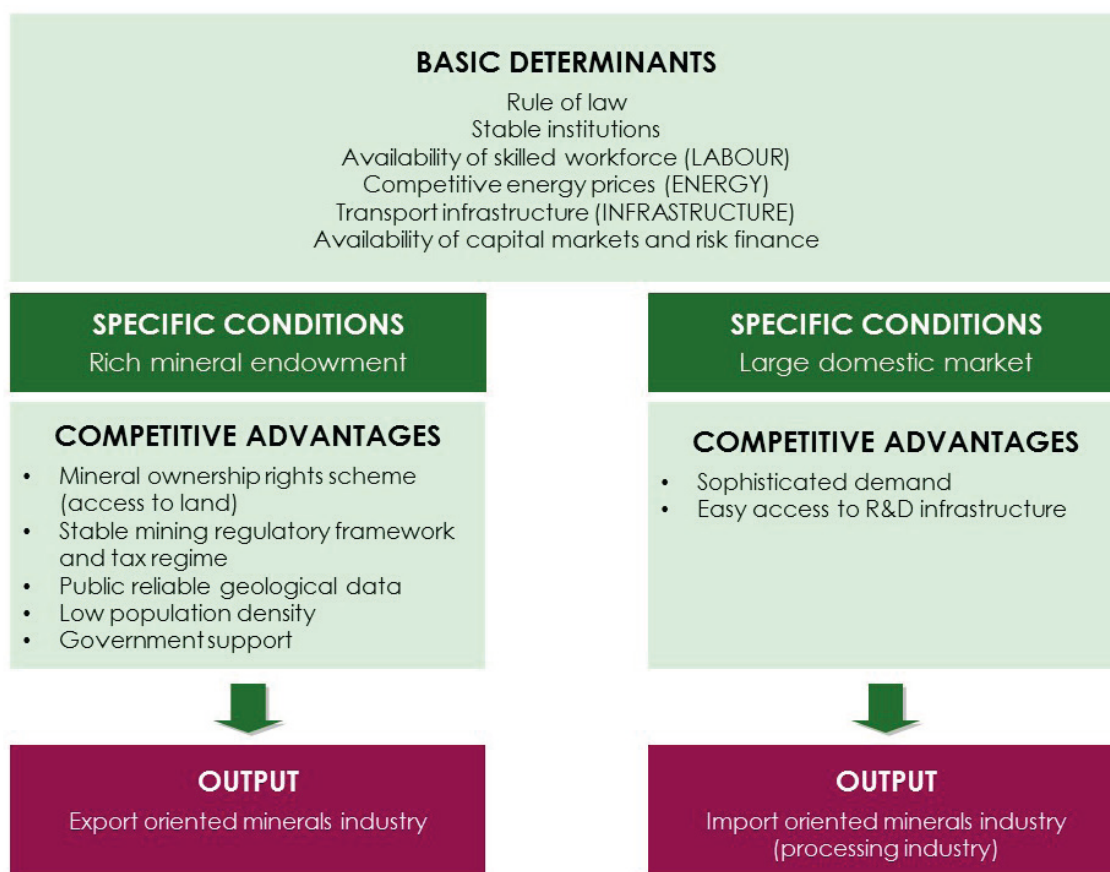 BASIC DETERMINANTS
Rule of law
Stable institutions
Availability of skilled workforce (LABOUR)
Competitive energy prices (ENERGY)
Transport infrastructure (INFRASTRUCTURE)
Availability of capital markets and risk finance
SPECIFIC CONDITIONS
Rich mineral endowment
COMPETITIVE ADVANTAGES
• Mineral ownership rights scheme
(access to land)
• Stable mining regulatory framework
and tax regime
• Public reliable geological data
• Low population density
• Government support
OUTPUT
Export oriented minerals industry
SPECIFIC CONDITIONS
Large domestic market
COMPETITIVE ADVANTAGES
• Sophisticated demand
• Easy access to R&D infrastructure
OUTPUT
Import oriented minerals industry
(processing industry)